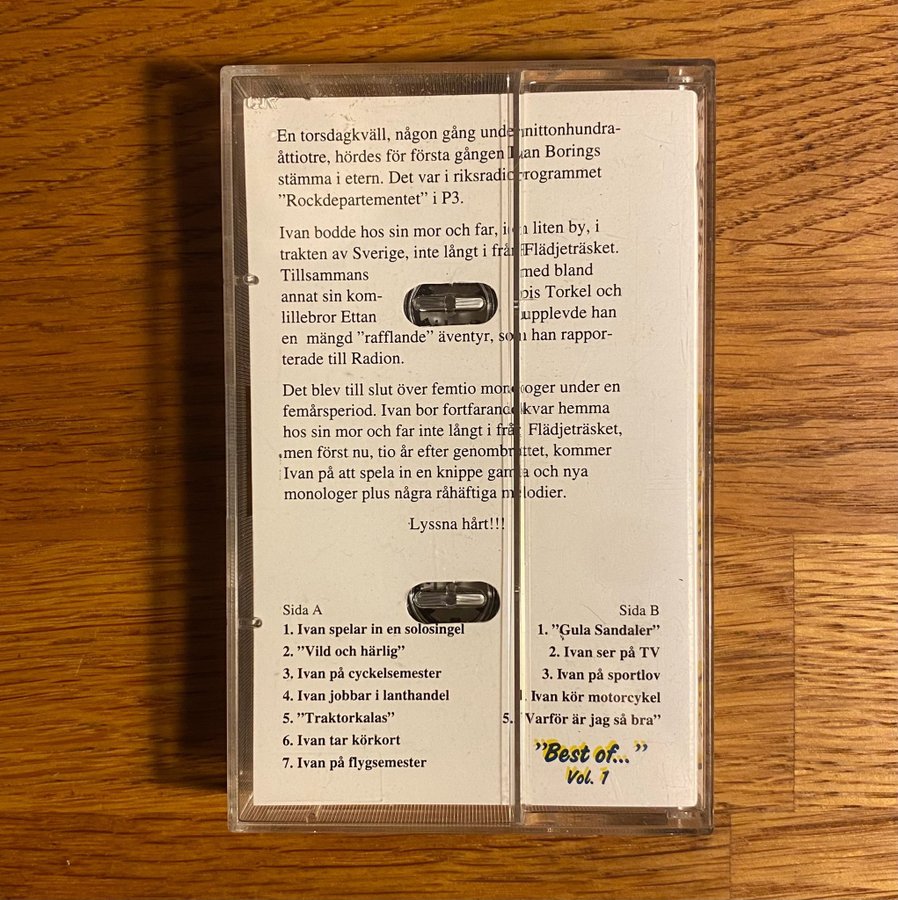 En torsdagkväll, någon gång under nittonhundra-
åttiotre, hördes för första gången Ivan Borings
stämma i etern. Det var i riksradioprogrammet
”Rockdepartementet” i P3.
Ivan bodde hos sin mor och far, i en liten by, i
trakten av Sverige, inte långt i från Flädjeträsket.
Tillsammans med bland
annat sin kom- pis Torkel och
lillebror Ettan upplevde han
en mängd ”rafflande” äventyr, som han rappor-
terade till Radion.
Det blev till slut över femtio monologer under en
femårsperiod. Ivan bor fortfarande kvar hemma
hos sin mor och far inte långt i från Flädjeträsket,
men först nu, tio år efter genombrottet, kommer
Ivan på att spela in en knippe gamla och nya
monologer plus några råhäftiga melodier.
Lyssna hårt!!!
Sida A
1. Ivan spelar in en solosingel
2. ”Vild och härlig”
3. Ivan på cyckelsemester
4. Ivan jobbar i lanthandel
5. ”Traktorkalas”
6. Ivan tar körkort
7. Ivan på flygsemester
Sida B
1. ”Gula Sandaler”
2. Ivan ser på TV
3. Ivan på sportlov
4. Ivan kör motorcykel
5. ”Varför är jag så bra”
”Best of...”
Vol. 1